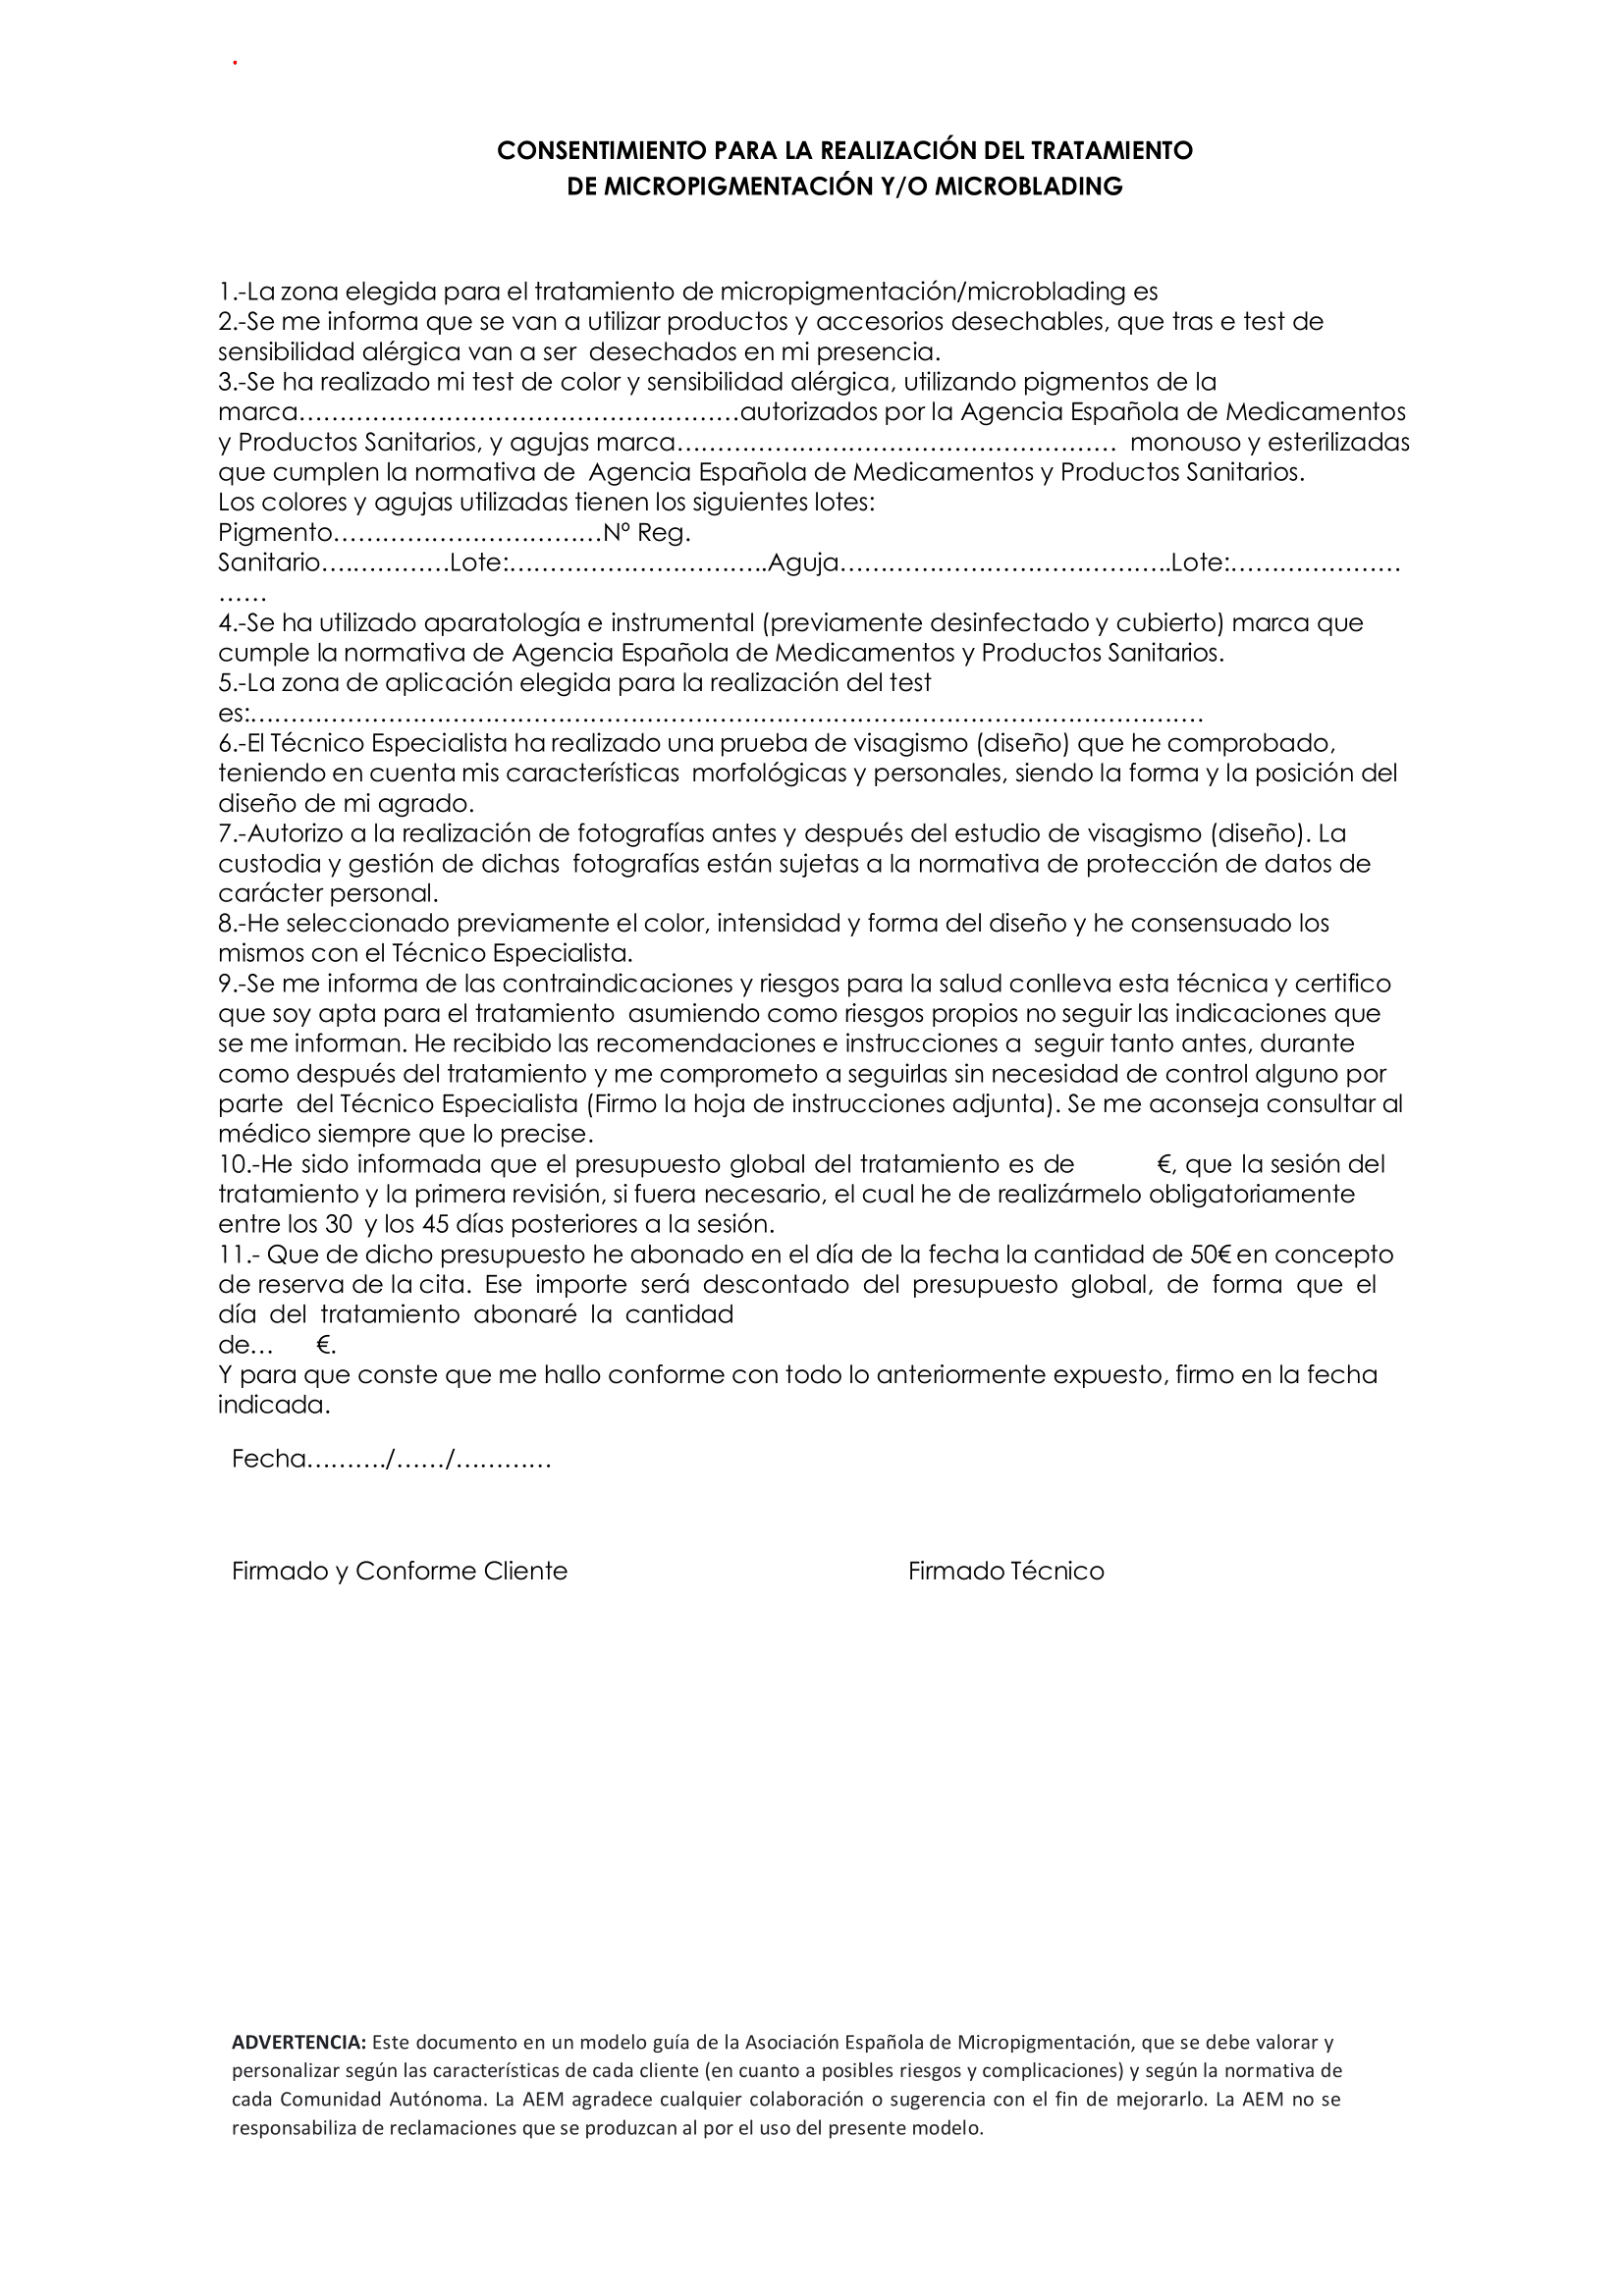 CONSENTIMIENTO PARA LA REALIZACIÓN DEL TRATAMIENTO
DE MICROPIGMENTACIÓN Y/O MICROBLADING
1.-La zona elegida para el tratamiento de micropigmentación/microblading es
2.-Se me informa que se van a utilizar productos y accesorios desechables, que tras e test de
sensibilidad alérgica van a ser desechados en mi presencia.
3.-Se ha realizado mi test de color y sensibilidad alérgica, utilizando pigmentos de la
marca………………………………………………autorizados por la Agencia Española de Medicamentos
y Productos Sanitarios, y agujas marca……………………………………………… monouso y esterilizadas
que cumplen la normativa de Agencia Española de Medicamentos y Productos Sanitarios.
Los colores y agujas utilizadas tienen los siguientes lotes:
Pigmento……………………………Nº Reg.
Sanitario……………Lote:…………………………..Aguja…………………………………..Lote:…………………
……
4.-Se ha utilizado aparatología e instrumental (previamente desinfectado y cubierto) marca que
cumple la normativa de Agencia Española de Medicamentos y Productos Sanitarios.
5.-La zona de aplicación elegida para la realización del test
es:………………………………………………………………………………………………………
6.-El Técnico Especialista ha realizado una prueba de visagismo (diseño) que he comprobado,
teniendo en cuenta mis características morfológicas y personales, siendo la forma y la posición del
diseño de mi agrado.
7.-Autorizo a la realización de fotografías antes y después del estudio de visagismo (diseño). La
custodia y gestión de dichas fotografías están sujetas a la normativa de protección de datos de
carácter personal.
8.-He seleccionado previamente el color, intensidad y forma del diseño y he consensuado los
mismos con el Técnico Especialista.
9.-Se me informa de las contraindicaciones y riesgos para la salud conlleva esta técnica y certifico
que soy apta para el tratamiento asumiendo como riesgos propios no seguir las indicaciones que
se me informan. He recibido las recomendaciones e instrucciones a seguir tanto antes, durante
como después del tratamiento y me comprometo a seguirlas sin necesidad de control alguno por
parte del Técnico Especialista (Firmo la hoja de instrucciones adjunta). Se me aconseja consultar al
médico siempre que lo precise.
10.-He sido informada que el presupuesto global del tratamiento es de €, que la sesión del
tratamiento y la primera revisión, si fuera necesario, el cual he de realizármelo obligatoriamente
entre los 30 y los 45 días posteriores a la sesión.
11.- Que de dicho presupuesto he abonado en el día de la fecha la cantidad de 50€ en concepto
de reserva de la cita. Ese importe será descontado del presupuesto global, de forma que el
día del tratamiento abonaré la cantidad
de… €.
Y para que conste que me hallo conforme con todo lo anteriormente expuesto, firmo en la fecha
indicada.
Fecha………./……/…………
Firmado y Conforme Cliente Firmado Técnico
ADVERTENCIA: Este documento en un modelo guía de la Asociación Española de Micropigmentación, que se debe valorar y
personalizar según las características de cada cliente (en cuanto a posibles riesgos y complicaciones) y según la normativa de
cada Comunidad Autónoma. La AEM agradece cualquier colaboración o sugerencia con el fin de mejorarlo. La AEM no se
responsabiliza de reclamaciones que se produzcan al por el uso del presente modelo.